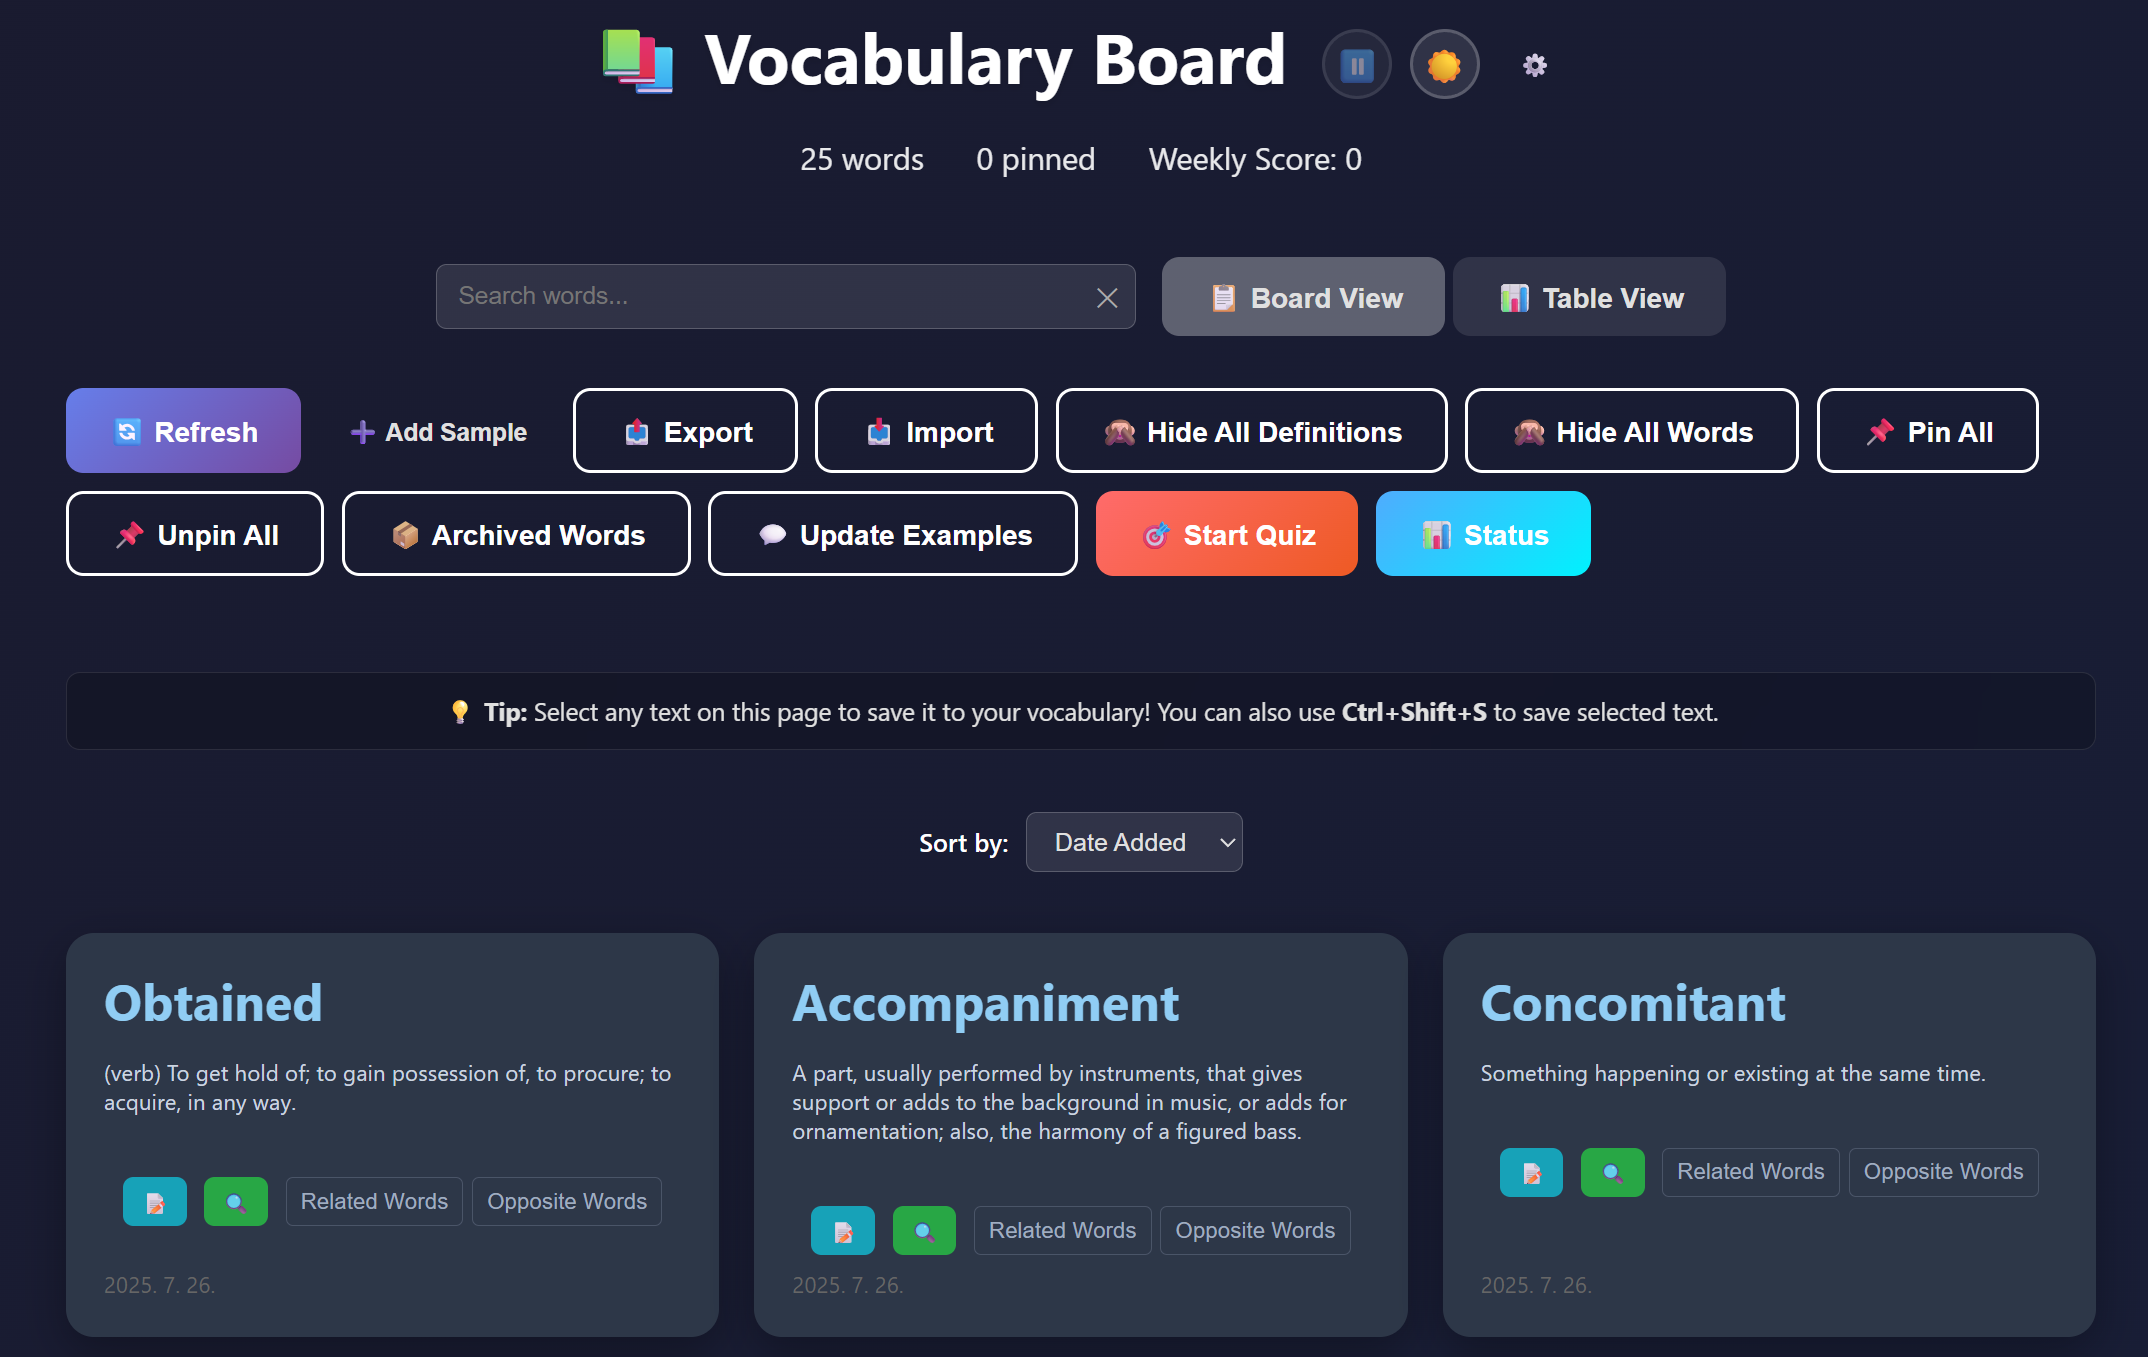 Vocabulary Board
25 words 0 pinned Weekly Score: 0
Search words...
Board View Table View
Refresh Add Sample Export Import Hide All Definitions Hide All Words Pin All
Unpin All Archived Words Update Examples Start Quiz Status
Tip: Select any text on this page to save it to your vocabulary! You can also use Ctrl+Shift+S to save selected text.
Sort by: Date Added
Obtained
(verb) To get hold of; to gain possession of, to procure; to
acquire, in any way.
Related Words Opposite Words
2025. 7. 26.
Accompaniment
A part, usually performed by instruments, that gives
support or adds to the background in music, or adds for
ornamentation; also, the harmony of a figured bass.
Related Words Opposite Words
2025. 7. 26.
Concomitant
Something happening or existing at the same time.
Related Words Opposite Words
2025. 7. 26.